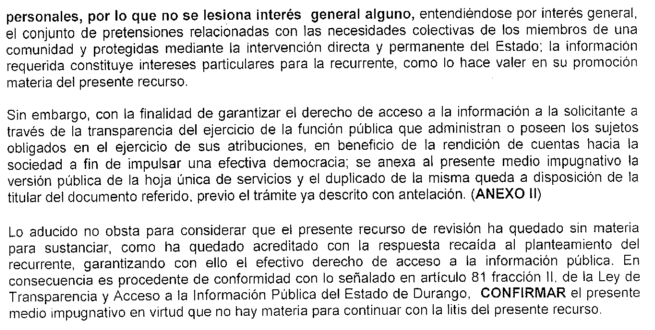 personales, por lo que no se lesiona interés general alguno, entendiéndose por interés general,
el conjunto de pretensiones relacionadas con las necesidades colectivas de los miembros de una
comunidad y protegidas mediante la intervención directa y permanente del Estado; la información
requerida constituye intereses particulares para la recurrente, como lo hace valer en su promoción
materia del presente recurso.
Sin embargo, con la finalidad de garantizar el derecho de acceso a la información a la solicitante a
través de la transparencia del ejercicio de la función pública que administran o poseen los sujetos
obligados en el ejercicio de sus atribuciones, en beneficio de la rendición de cuentas hacia la
sociedad a fin de impulsar una efectiva democracia; se anexa al presente medio impugnativo la
versión pública de la hoja única de servicios y el duplicado de la misma queda a disposición de la
titular del documento referido, previo el trámite ya descrito con antelación. (ANEXO II)
Lo aducido no obsta para considerar que el presente recurso de revisión ha quedado sin materia
para sustanciar, como ha quedado acreditado con la respuesta recaída al planteamiento del
recurrente, garantizando con ello el efectivo derecho de acceso a la información pública. En
consecuencia es procedente de conformidad con lo señalado en artículo 81 fracción II, de la Ley de
Transparencia y Acceso a la Información Pública del Estado de Durango, CONFIRMAR el presente
medio impugnativo en virtud que no hay materia para continuar con la litis del presente recurso.